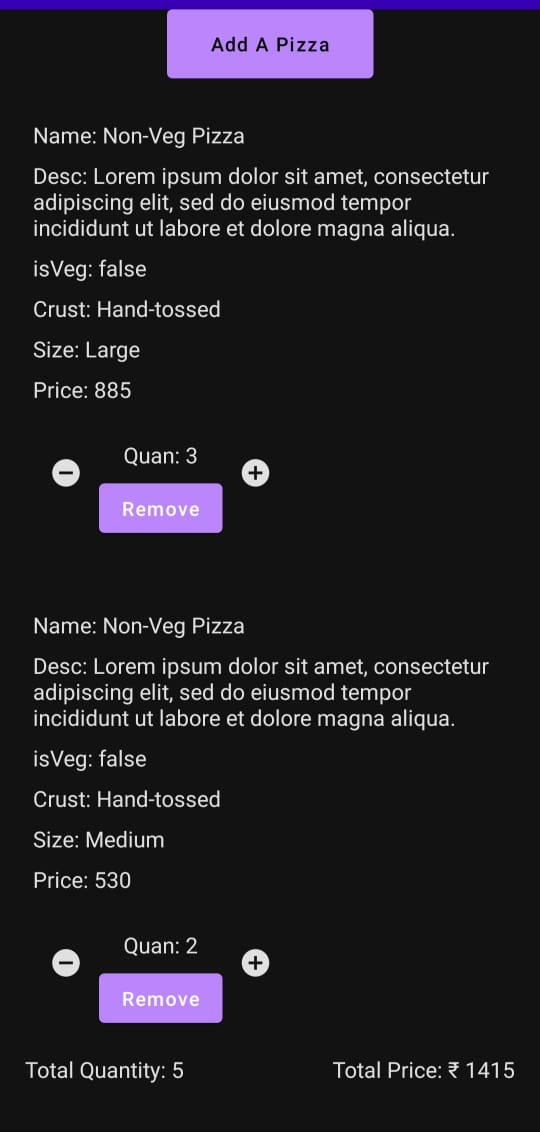 Add A Pizza
Name: Non-Veg Pizza
Desc: Lorem ipsum dolor sit amet, consectetur
adipiscing elit, sed do eiusmod tempor
incididunt ut labore et dolore magna aliqua.
isVeg: false
Crust: Hand-tossed
Size: Large
Price: 885
Quan: 3
Remove
Name: Non-Veg Pizza
Desc: Lorem ipsum dolor sit amet, consectetur
adipiscing elit, sed do eiusmod tempor
incididunt ut labore et dolore magna aliqua.
isVeg: false
Crust: Hand-tossed
Size: Medium
Price: 530
Quan: 2
Remove
Total Quantity: 5 Total Price: ₹ 1415